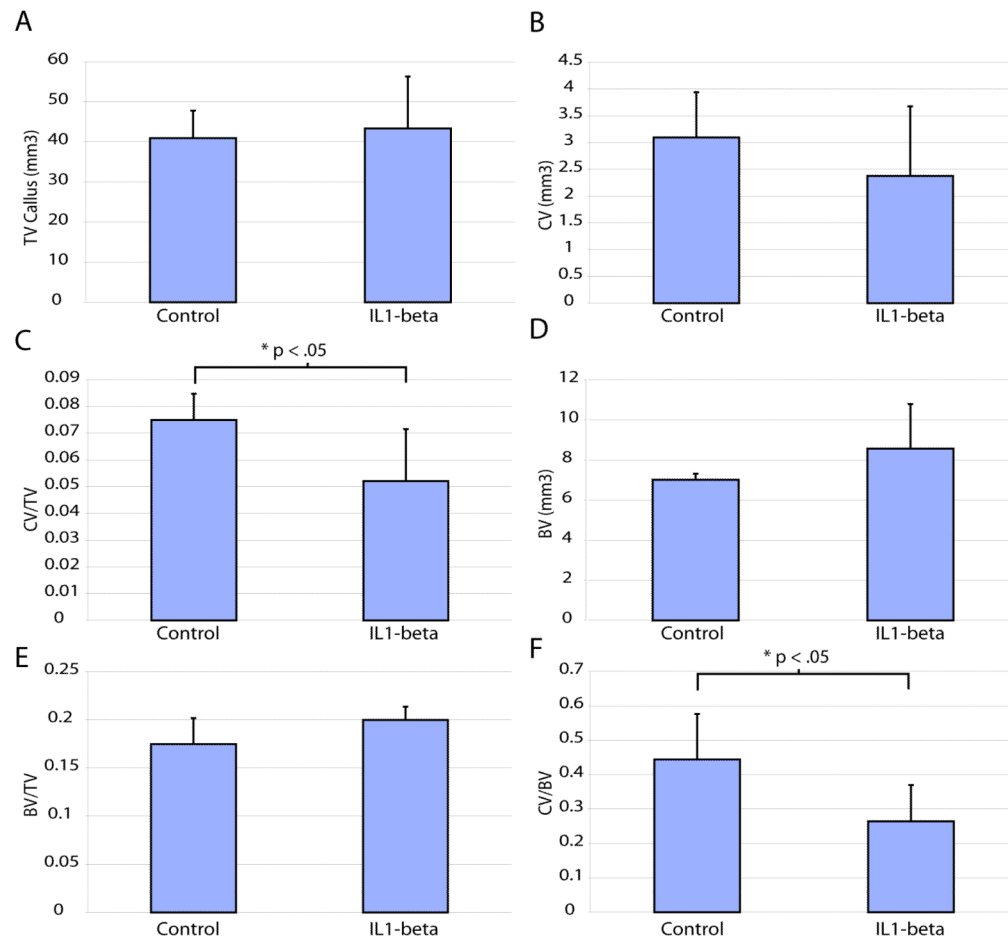 A
TV Callus (mm3)
60
50
40
30
20
10
0
Control IL1-beta
B
CV (mm3)
4.5
4
3.5
3
2.5
2
1.5
1
0.5
0
Control IL1-beta
C
* p < .05
CV/TV
0.09
0.08
0.07
0.06
0.05
0.04
0.03
0.02
0.01
0
Control IL1-beta
D
BV (mm3)
12
10
8
6
4
2
0
Control IL1-beta
E
BV/TV
0.25
0.2
0.15
0.1
0.05
0
Control IL1-beta
F
* p < .05
CV/BV
0.7
0.6
0.5
0.4
0.3
0.2
0.1
0
Control IL1-beta